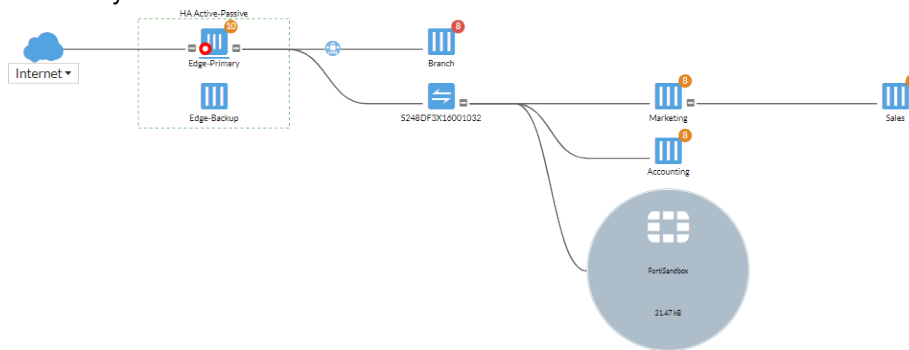 HA Active-Passive
10
8
Internet
Edge-Primary
Branch
Edge-Backup
S248DF3X16001032
8
Marketing
Sales
8
Accounting
FortiSandbox
21.47 kB